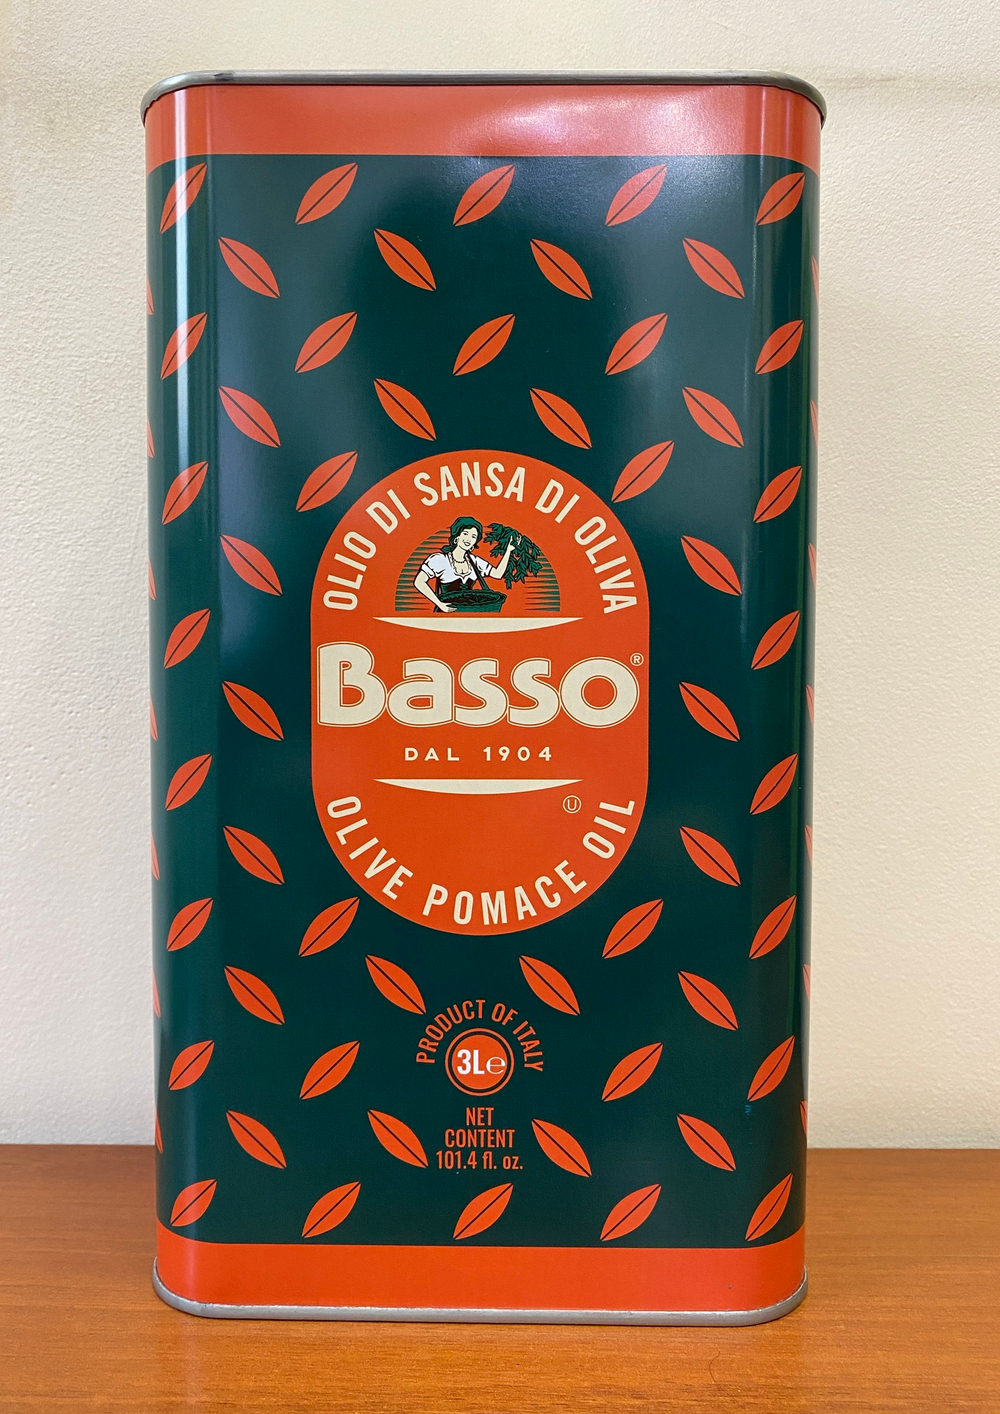 OLIO DI SANSA DI OLIVA
Basso®
DAL 1904
Ⓤ
OLIVE POMACE OIL
PRODUCT OF ITALY
3L℮
NET
CONTENT
101.4 fl. oz.